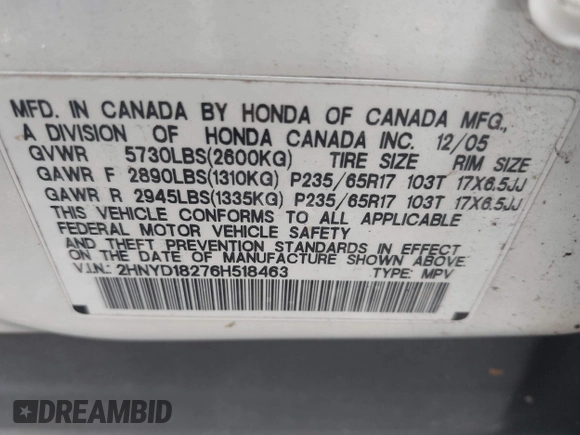 MFD. IN CANADA BY HONDA OF CANADA MFG.,
A DIVISION OF HONDA CANADA INC. 12/05
GVWR 5730LBS(2600KG) TIRE SIZE RIM SIZE
GAWR F 2890LBS(1310KG) P235/65R17 103T 17X6.5JJ
GAWR R 2945LBS(1335KG) P235/65R17 103T 17X6.5JJ
THIS VEHICLE CONFORMS TO ALL APPLICABLE
FEDERAL MOTOR VEHICLE SAFETY
AND THEFT PREVENTION STANDARDS IN EFFECT
ON THE DATE OF MANUFACTURE SHOWN ABOVE.
V.I.N.: 2HNYD18276H518463 TYPE: MPV
DREAMBID